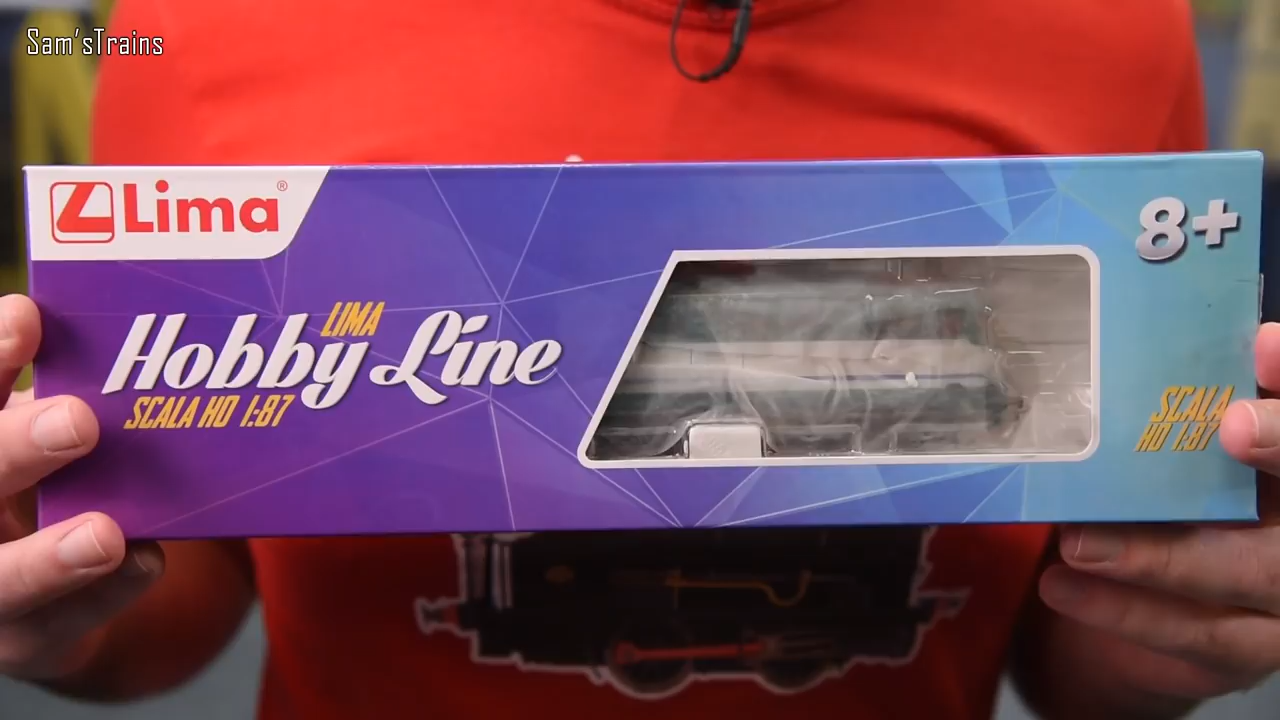 Sam'sTrains
Lima®
8+
LIMA
Hobby Line
SCALA HO 1:87
SCALA
HO 1:87